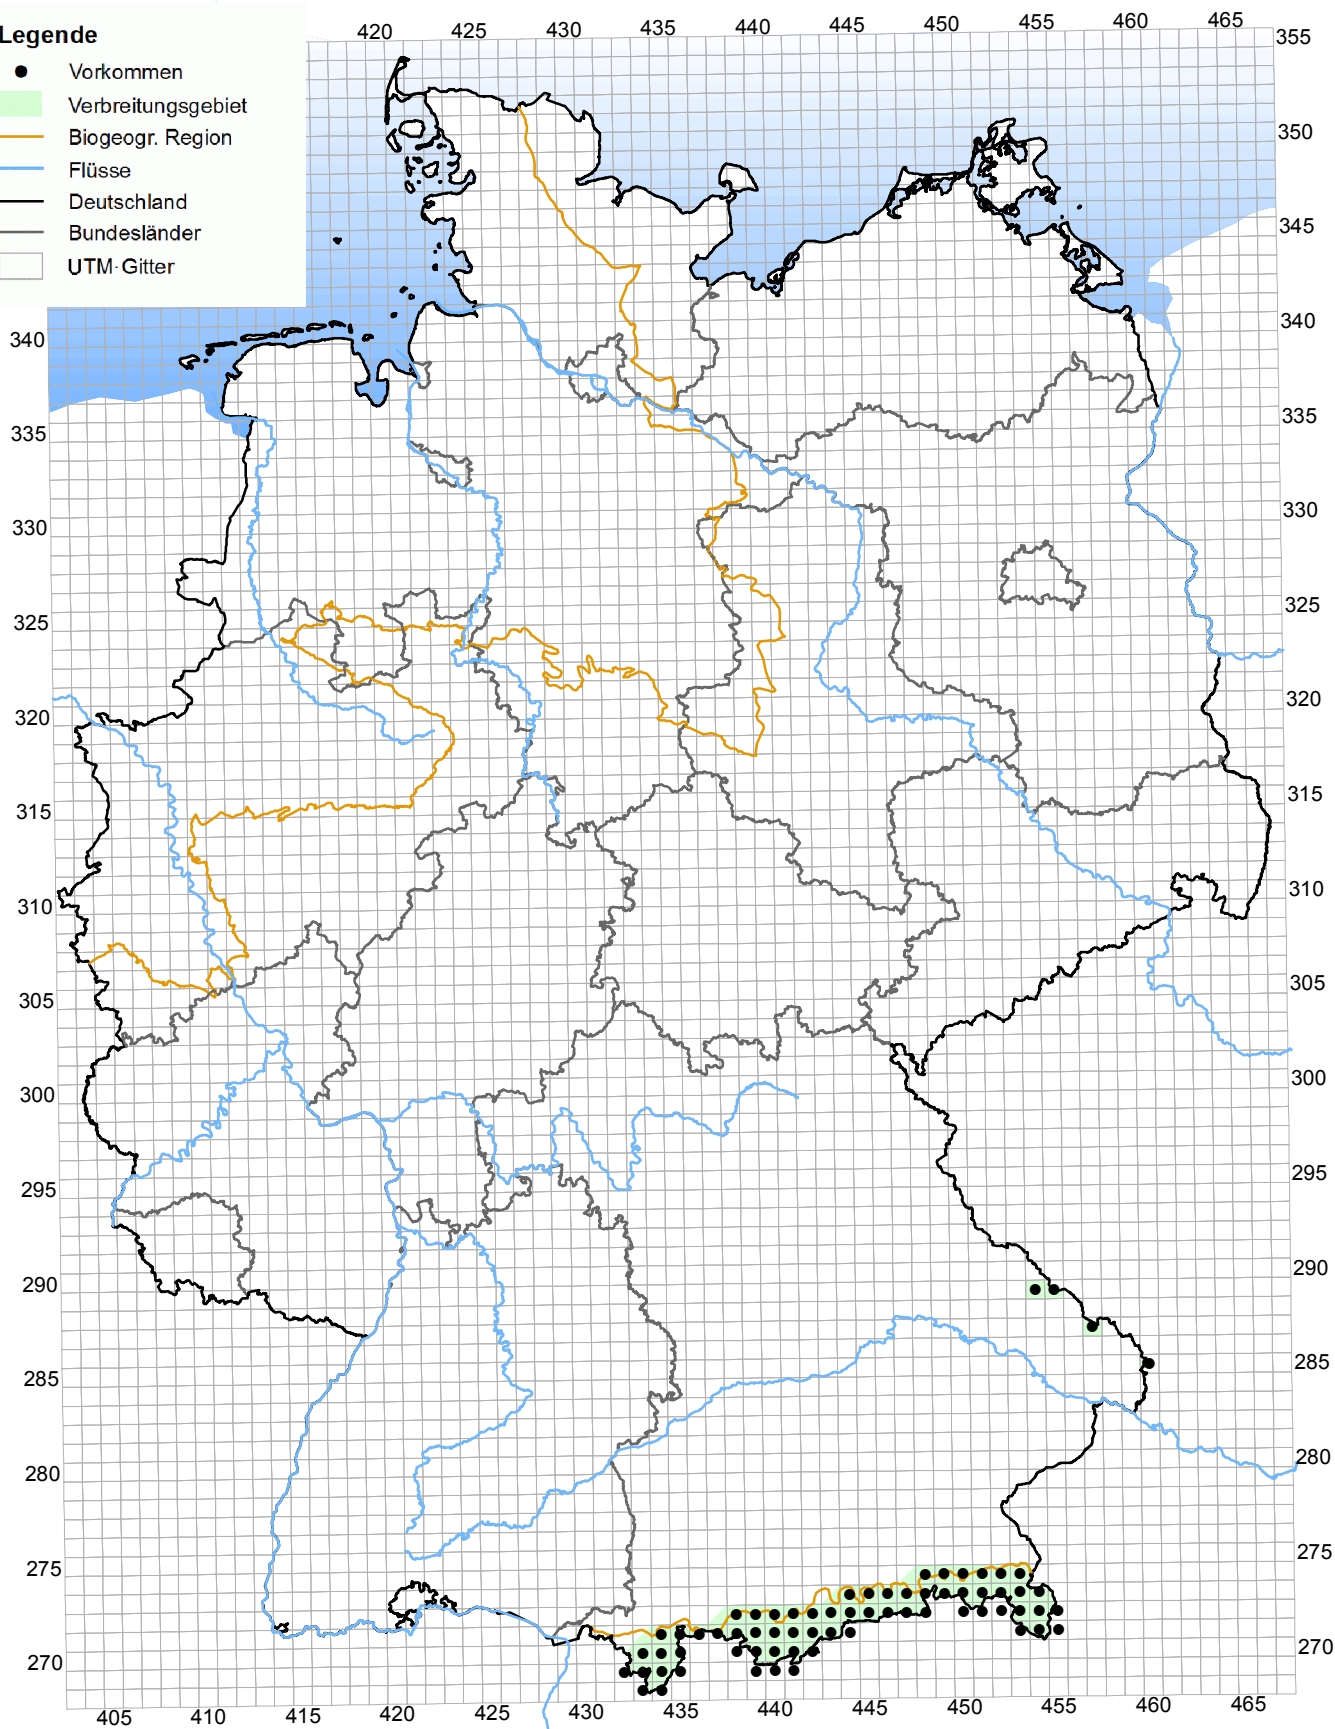 Legende
Vorkommen
Verbreitungsgebiet
Biogeogr. Region
Flüsse
Deutschland
Bundesländer
UTM-Gitter
420 425 430 435 440 445 450 455 460 465
355
350
345
340 340
335 335
330 330
325 325
320 320
315 315
310 310
305 305
300 300
295 295
290 290
285 285
280 280
275 275
270 270
405 410 415 420 425 430 435 440 445 450 455 460 465